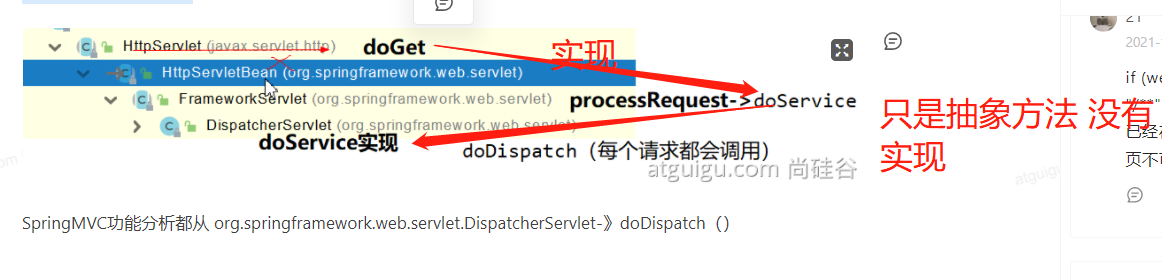 21
2021-1
HttpServlet (javax.servlet.http)
doGet
实现
HttpServletBean (org.springframework.web.servlet)
if (we
FrameworkServlet (org.springframework.web.servlet)
processRequest->doService
只是抽象方法 没有
实现
DispatcherServlet (org.springframework.web.servlet)
doService实现
doDispatch（每个请求都会调用）
atguigu.com 尚硅谷
页不可
SpringMVC功能分析都从 org.springframework.web.servlet.DispatcherServlet-》doDispatch（）